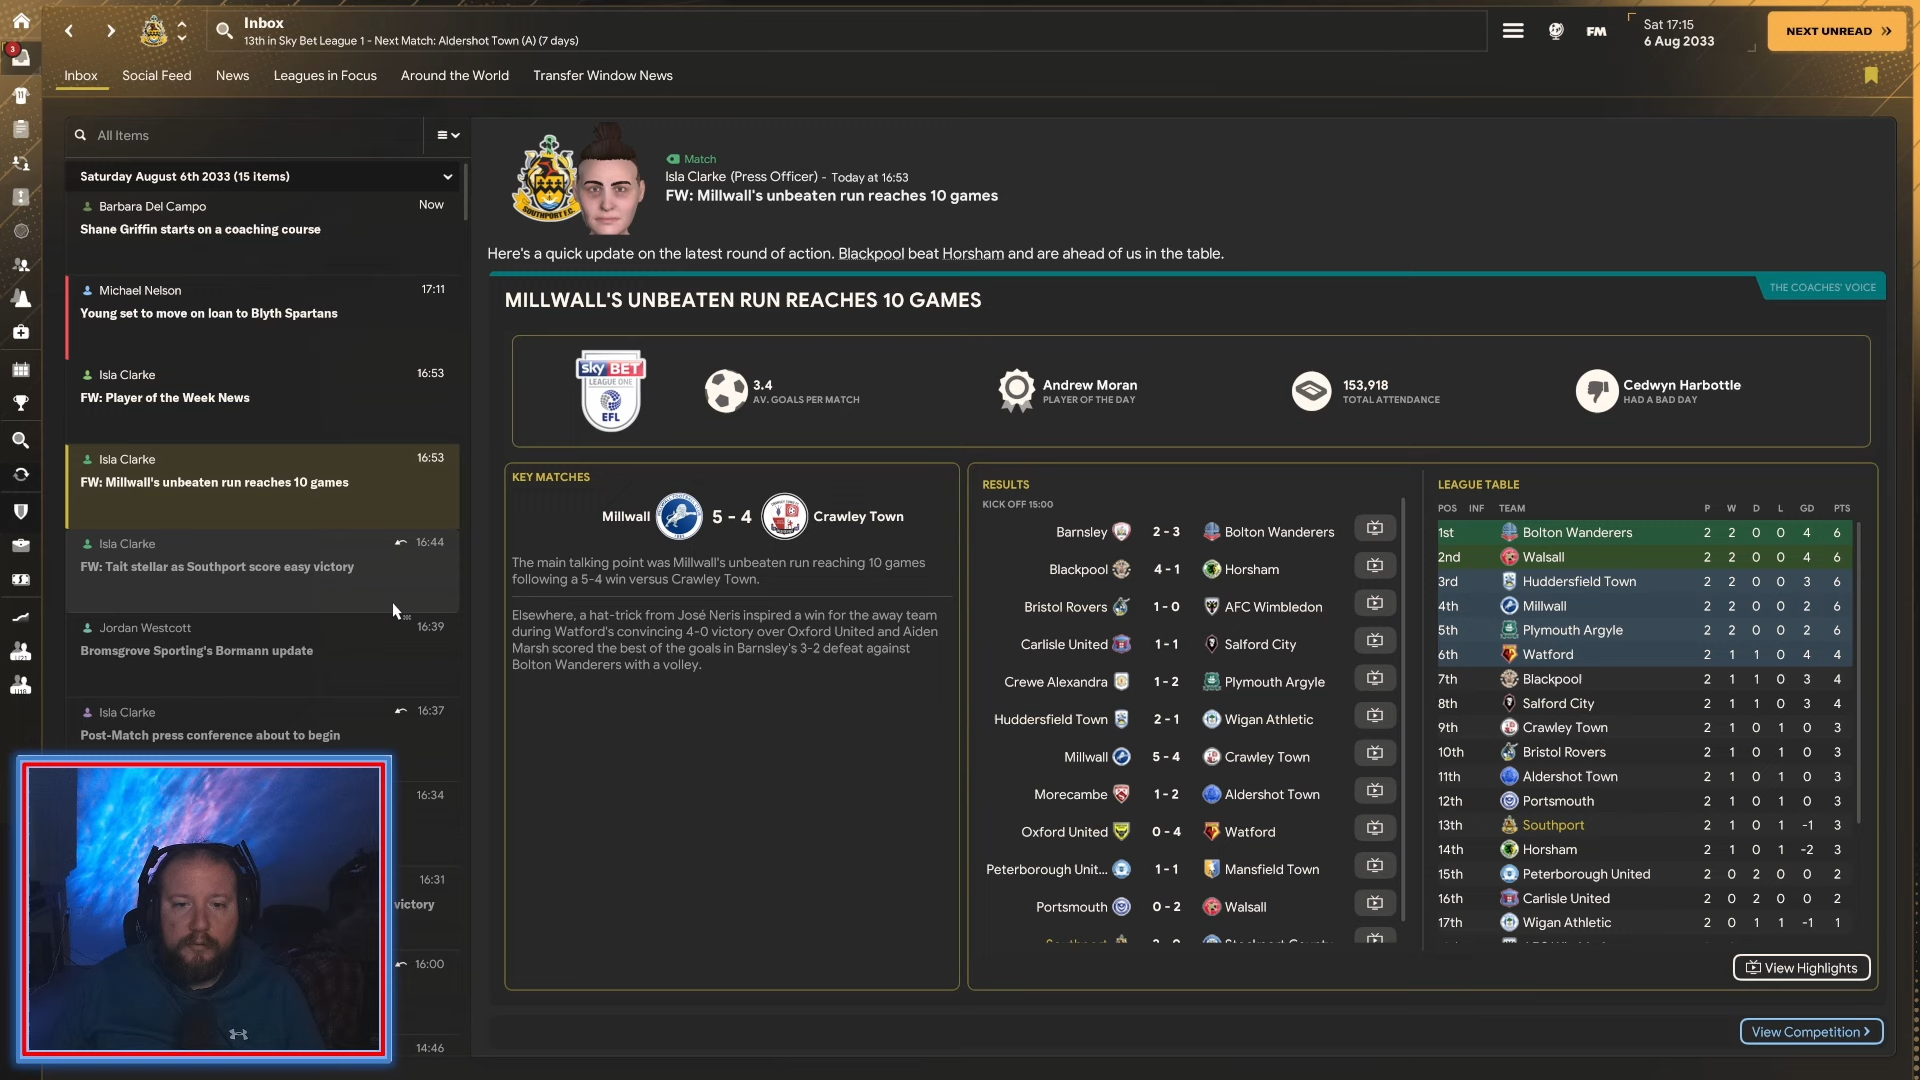 Inbox
13th in Sky Bet League 1 - Next Match: Aldershot Town (A) (7 days)
FM
Sat 17:15
6 Aug 2033
NEXT UNREAD
3
Inbox
Social Feed
News
Leagues in Focus
Around the World
Transfer Window News
All Items
Saturday August 6th 2033 (15 items)
Barbara Del Campo
Now
Shane Griffin starts on a coaching course
Michael Nelson
17:11
Young set to move on loan to Blyth Spartans
Isla Clarke
16:53
FW: Player of the Week News
Isla Clarke
16:53
FW: Millwall's unbeaten run reaches 10 games
Isla Clarke
16:44
FW: Tait stellar as Southport score easy victory
Jordan Westcott
16:39
Bromsgrove Sporting's Bormann update
Isla Clarke
16:37
Post-Match press conference about to begin
16:34
16:31
victory
16:00
14:46
U21
U18
SOUTHPORT F.C.
Match
Isla Clarke (Press Officer) - Today at 16:53
FW: Millwall's unbeaten run reaches 10 games
Here's a quick update on the latest round of action. Blackpool beat Horsham and are ahead of us in the table.
MILLWALL'S UNBEATEN RUN REACHES 10 GAMES
THE COACHES' VOICE
sky BET
LEAGUE ONE
EFL
3.4
AV. GOALS PER MATCH
Andrew Moran
PLAYER OF THE DAY
153,918
TOTAL ATTENDANCE
Cedwyn Harbottle
HAD A BAD DAY
KEY MATCHES
Millwall 5 - 4 Crawley Town
The main talking point was Millwall's unbeaten run reaching 10 games
following a 5-4 win versus Crawley Town.
Elsewhere, a hat-trick from José Neris inspired a win for the away team
during Watford's convincing 4-0 victory over Oxford United and Aiden
Marsh scored the best of the goals in Barnsley's 3-2 defeat against
Bolton Wanderers with a volley.
RESULTS
KICK OFF 15:00
Barnsley 2 - 3 Bolton Wanderers
Blackpool 4 - 1 Horsham
Bristol Rovers 1 - 0 AFC Wimbledon
Carlisle United 1 - 1 Salford City
Crewe Alexandra 1 - 2 Plymouth Argyle
Huddersfield Town 2 - 1 Wigan Athletic
Millwall 5 - 4 Crawley Town
Morecambe 1 - 2 Aldershot Town
Oxford United 0 - 4 Watford
Peterborough Unit... 1 - 1 Mansfield Town
Portsmouth 0 - 2 Walsall
LEAGUE TABLE
POS INF TEAM P W D L GD PTS
1st Bolton Wanderers 2 2 0 0 4 6
2nd Walsall 2 2 0 0 4 6
3rd Huddersfield Town 2 2 0 0 3 6
4th Millwall 2 2 0 0 2 6
5th Plymouth Argyle 2 2 0 0 2 6
6th Watford 2 1 1 0 4 4
7th Blackpool 2 1 1 0 3 4
8th Salford City 2 1 1 0 3 4
9th Crawley Town 2 1 0 1 0 3
10th Bristol Rovers 2 1 0 1 0 3
11th Aldershot Town 2 1 0 1 0 3
12th Portsmouth 2 1 0 1 0 3
13th Southport 2 1 0 1 -1 3
14th Horsham 2 1 0 1 -2 3
15th Peterborough United 2 0 2 0 0 2
16th Carlisle United 2 0 2 0 0 2
17th Wigan Athletic 2 0 1 1 -1 1
View Highlights
View Competition